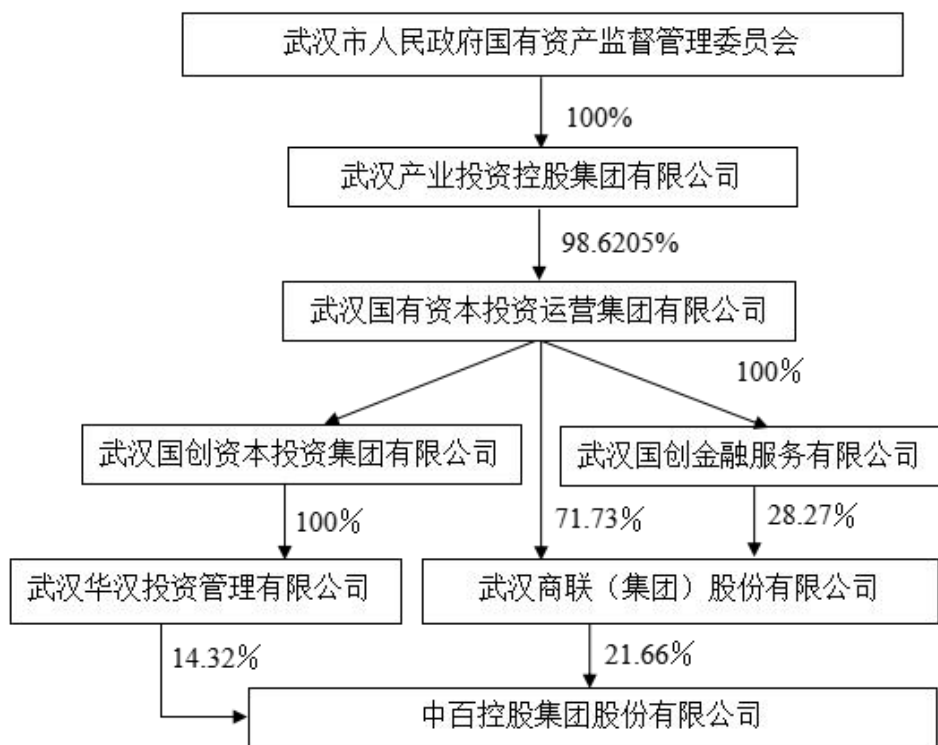 武汉市人民政府国有资产监督管理委员会
100%
武汉产业投资控股集团有限公司
98.6205%
武汉国有资本投资运营集团有限公司
100%
武汉国创资本投资集团有限公司
武汉国创金融服务有限公司
100%
71.73%
28.27%
武汉华汉投资管理有限公司
武汉商联（集团）股份有限公司
14.32%
21.66%
中百控股集团股份有限公司